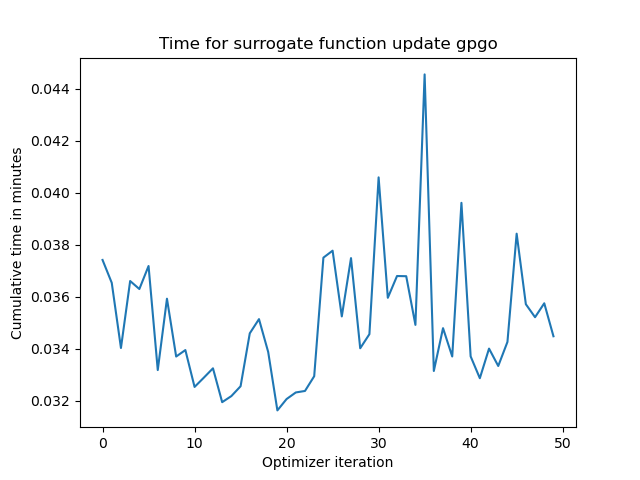 Time for surrogate function update gpgo
Cumulative time in minutes
0.044
0.042
0.040
0.038
0.036
0.034
0.032
0 10 20 30 40 50
Optimizer iteration